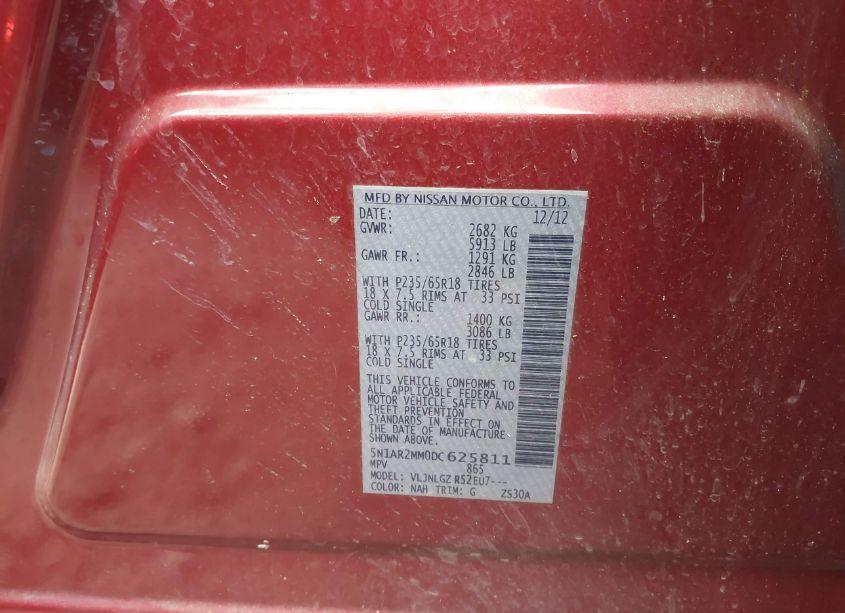 MFD BY NISSAN MOTOR CO., LTD.
DATE: 12/12
GVWR: 2682 KG
5913 LB
GAWR FR.: 1291 KG
2846 LB
WITH P235/65R18 TIRES
18 X 7.5 RIMS AT 33 PSI
COLD SINGLE
GAWR RR.: 1400 KG
3086 LB
WITH P235/65R18 TIRES
18 X 7.5 RIMS AT 33 PSI
COLD SINGLE
THIS VEHICLE CONFORMS TO
ALL APPLICABLE FEDERAL
MOTOR VEHICLE SAFETY AND
THEFT PREVENTION
STANDARDS IN EFFECT ON
THE DATE OF MANUFACTURE
SHOWN ABOVE.
5N1AR2MM0DC625811
MPV 865
MODEL: VLJNLGZ R52EU7---
COLOR: NAH TRIM: G ZS30A